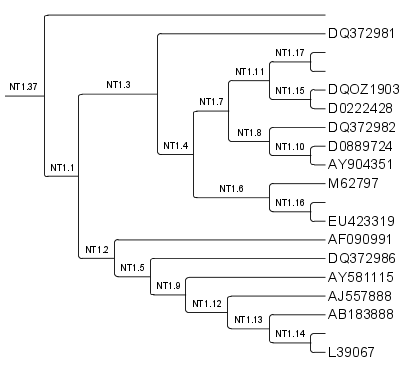 DQ372981
NT1.17
NT1.11
NT1.37
NT1.3
DQOZ1903
NT1.15
NT1.7
D0222428
DQ372982
NT1.8
D0889724
NT1.4
NT1.10
AY904351
NT1.1
M62797
NT1.6
NT1.16
EU423319
AF090991
NT1.2
DQ372986
NT1.5
AY581115
NT1.9
AJ557888
NT1.12
AB183888
NT1.13
NT1.14
L39067